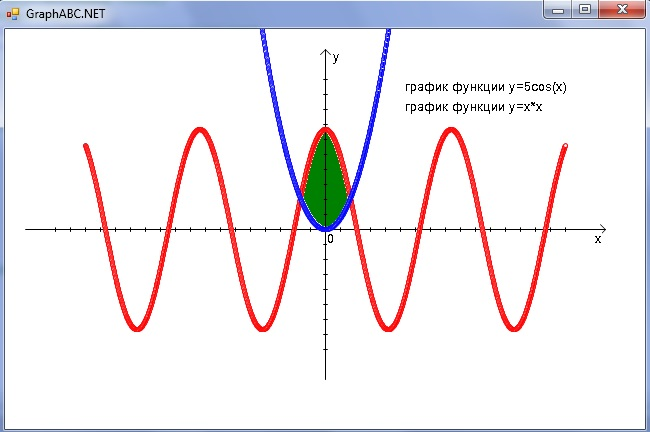 GraphABC.NET
y
график функции y=5cos(x)
график функции y=x*x
0
x